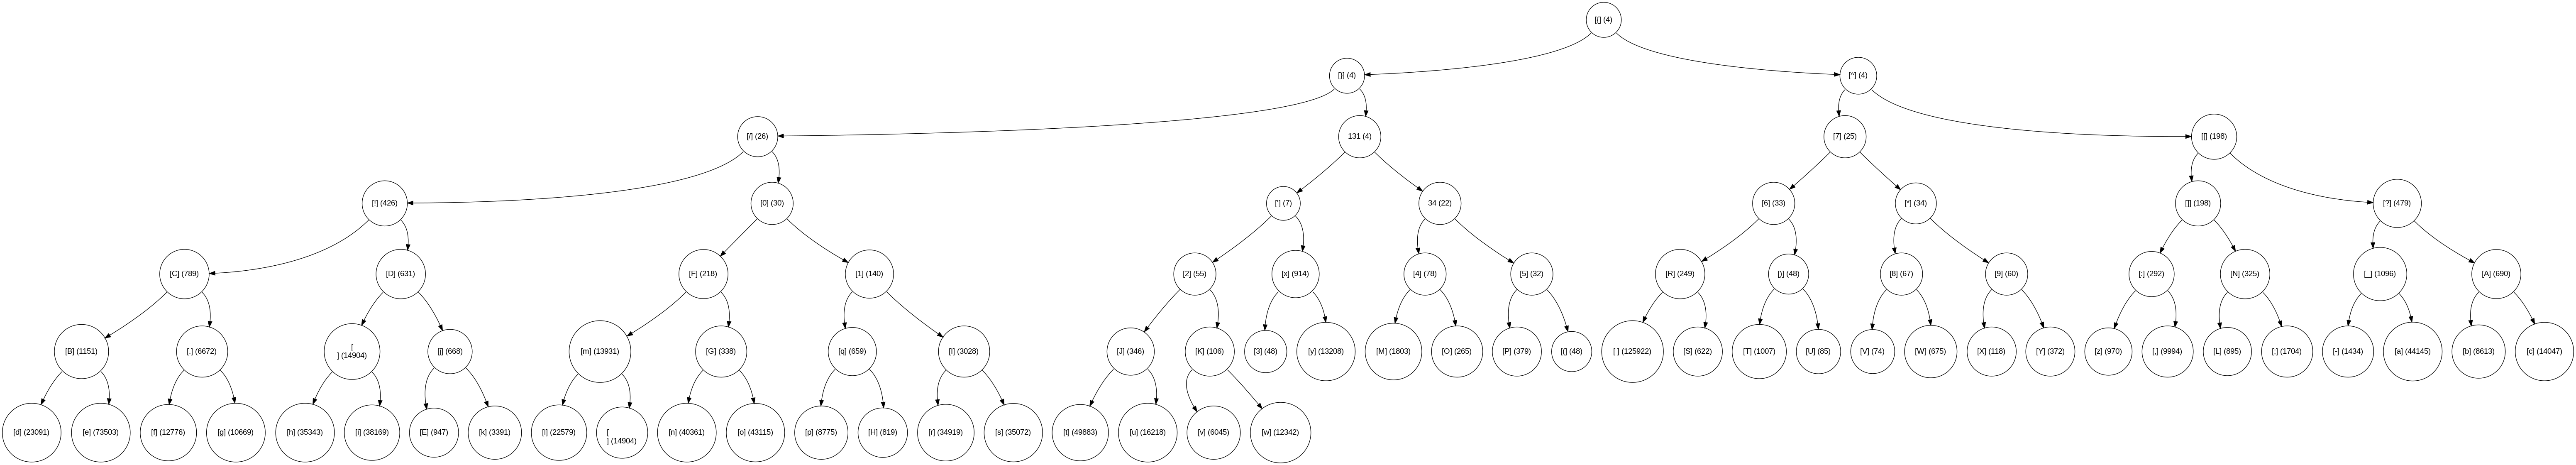 [{] (4)
[}] (4)
[^] (4)
[/] (26)
131 (4)
[7] (25)
[[] (198)
[!] (426)
[0] (30)
['] (7)
34 (22)
[6] (33)
[*] (34)
[]] (198)
[?] (479)
[C] (789)
[D] (631)
[F] (218)
[1] (140)
[2] (55)
[x] (914)
[4] (78)
[5] (32)
[R] (249)
[)] (48)
[8] (67)
[9] (60)
[:] (292)
[N] (325)
[_] (1096)
[A] (690)
[B] (1151)
[.] (6672)
[
] (14904)
[j] (668)
[m] (13931)
[G] (338)
[q] (659)
[I] (3028)
[J] (346)
[K] (106)
[3] (48)
[y] (13208)
[M] (1803)
[O] (265)
[P] (379)
[(] (48)
[ ] (125922)
[S] (622)
[T] (1007)
[U] (85)
[V] (74)
[W] (675)
[X] (118)
[Y] (372)
[z] (970)
[,] (9994)
[L] (895)
[;] (1704)
[-] (1434)
[a] (44145)
[b] (8613)
[c] (14047)
[d] (23091)
[e] (73503)
[f] (12776)
[g] (10669)
[h] (35343)
[i] (38169)
[E] (947)
[k] (3391)
[l] (22579)
[
] (14904)
[n] (40361)
[o] (43115)
[p] (8775)
[H] (819)
[r] (34919)
[s] (35072)
[t] (49883)
[u] (16218)
[v] (6045)
[w] (12342)